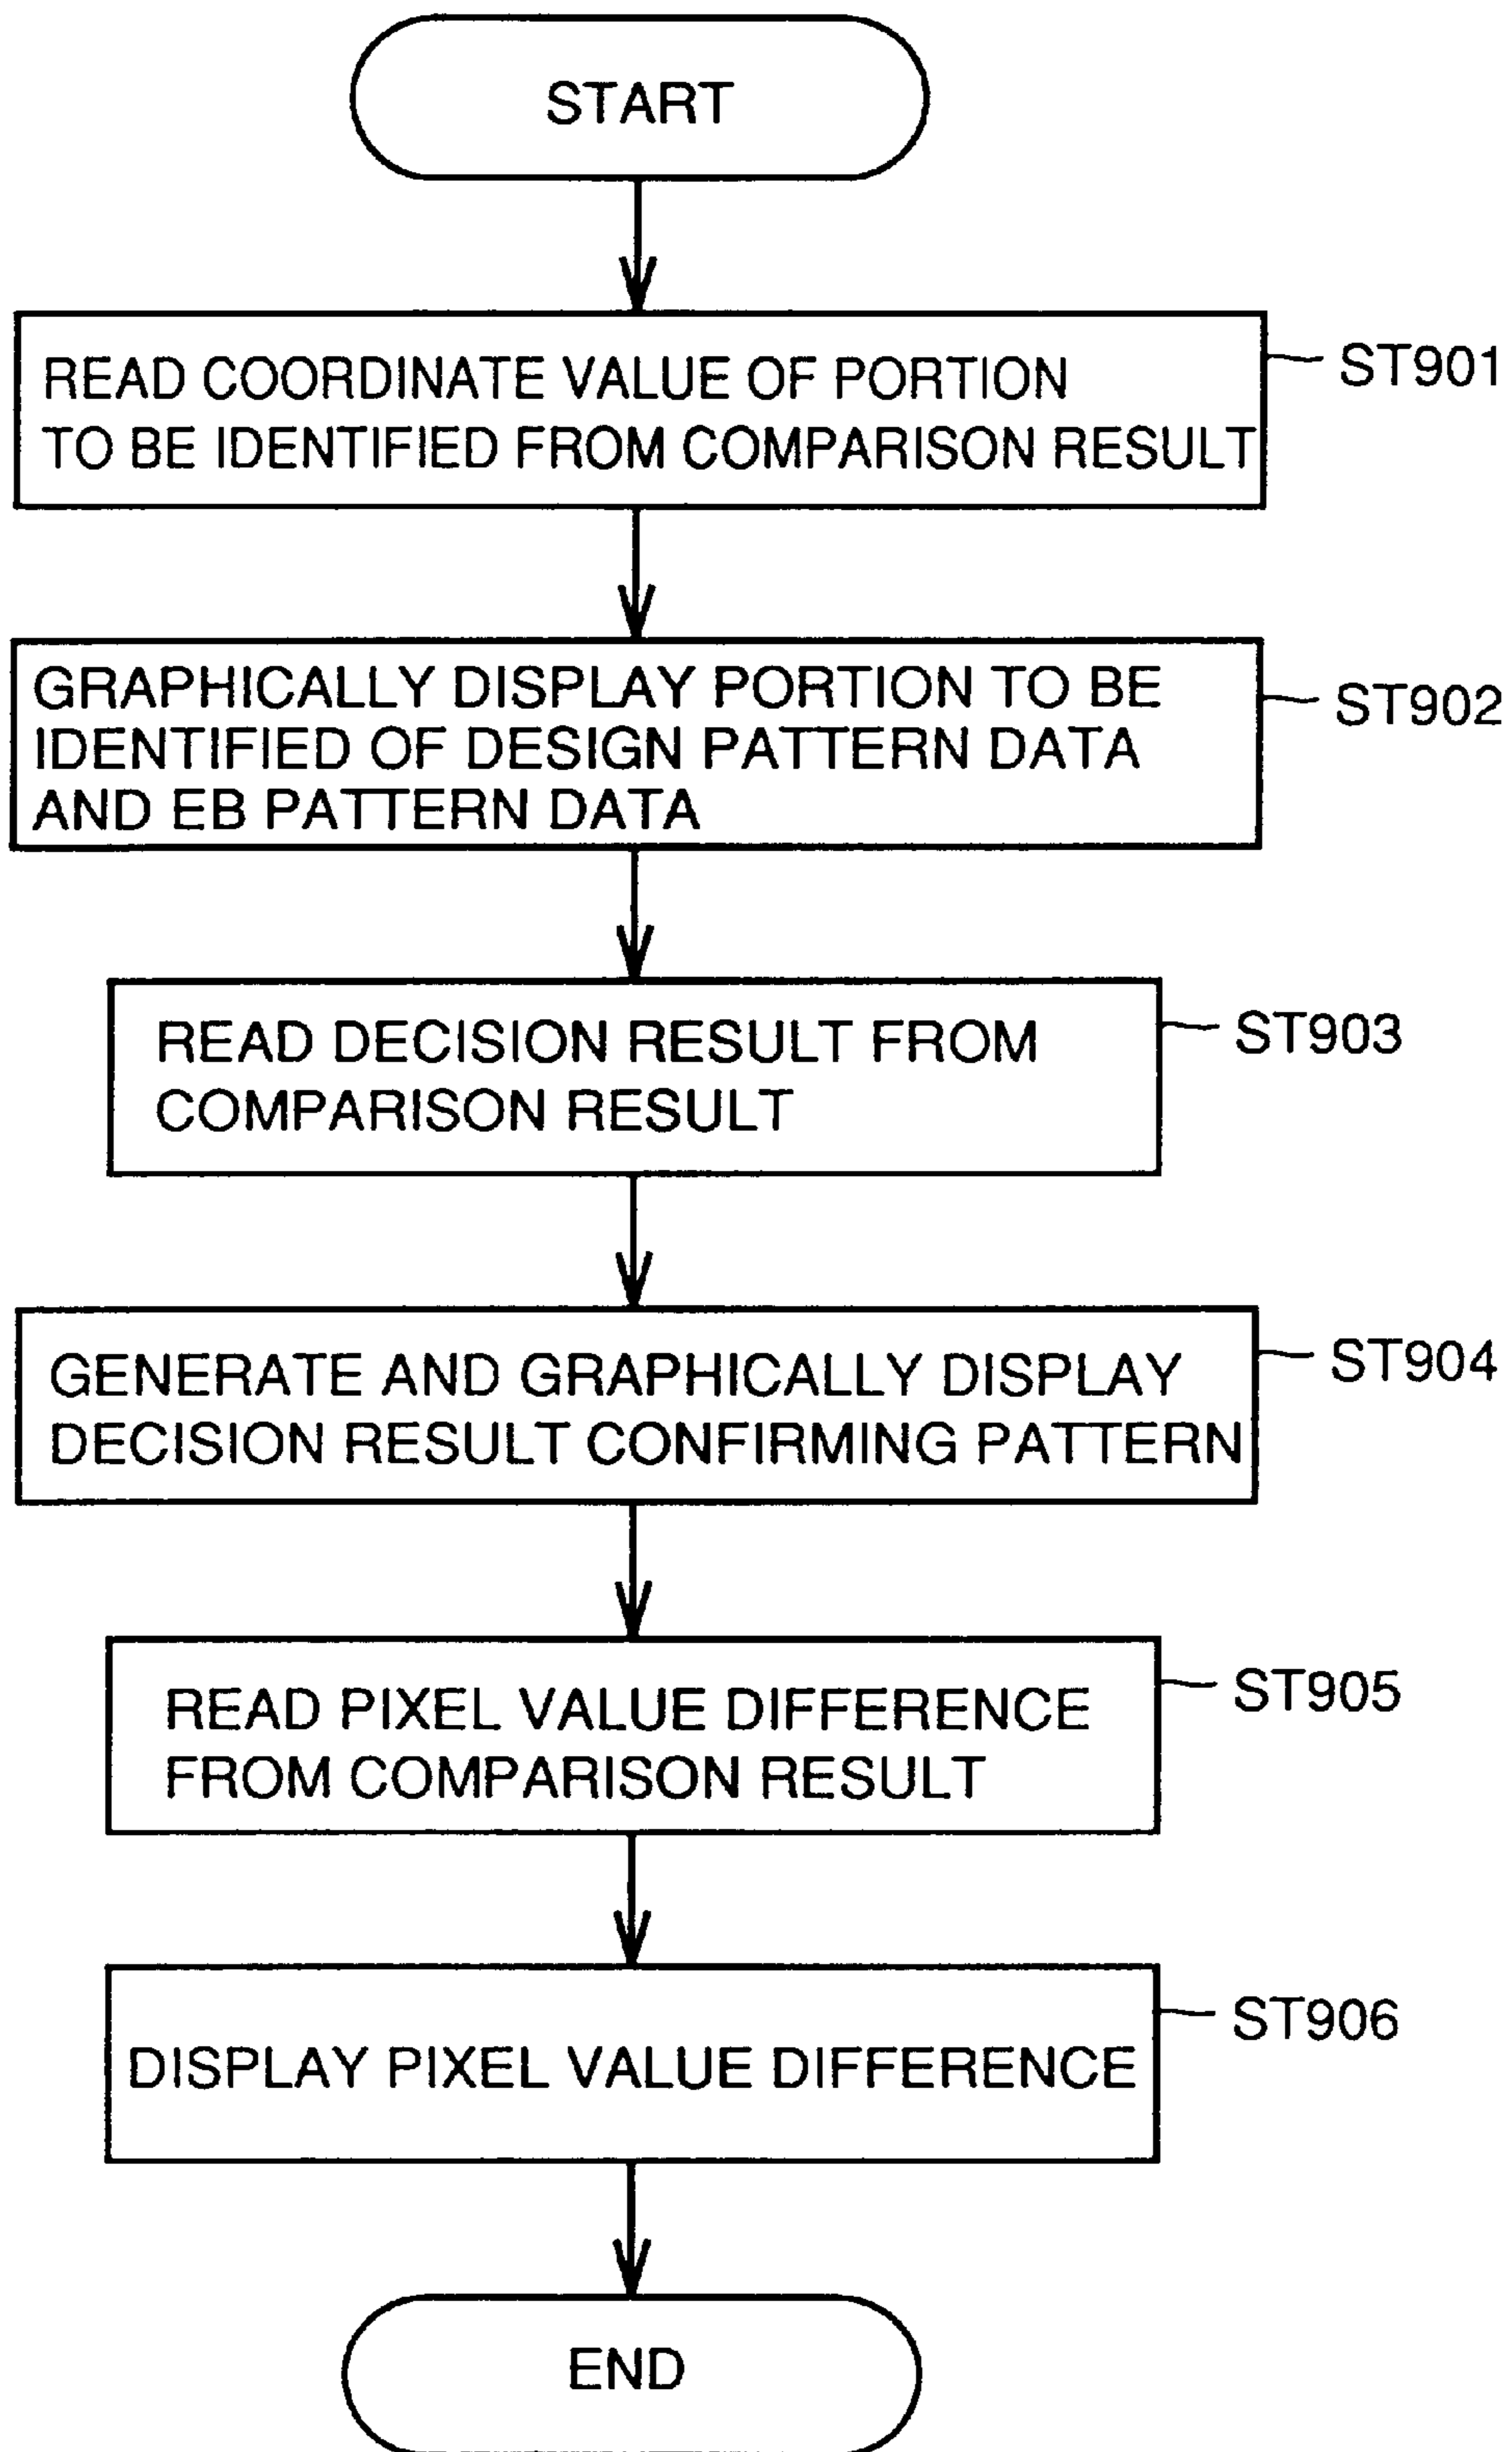 START
READ COORDINATE VALUE OF PORTION
TO BE IDENTIFIED FROM COMPARISON RESULT
ST901
GRAPHICALLY DISPLAY PORTION TO BE
IDENTIFIED OF DESIGN PATTERN DATA
AND EB PATTERN DATA
ST902
READ DECISION RESULT FROM
COMPARISON RESULT
ST903
GENERATE AND GRAPHICALLY DISPLAY
DECISION RESULT CONFIRMING PATTERN
ST904
READ PIXEL VALUE DIFFERENCE
FROM COMPARISON RESULT
ST905
DISPLAY PIXEL VALUE DIFFERENCE
ST906
END